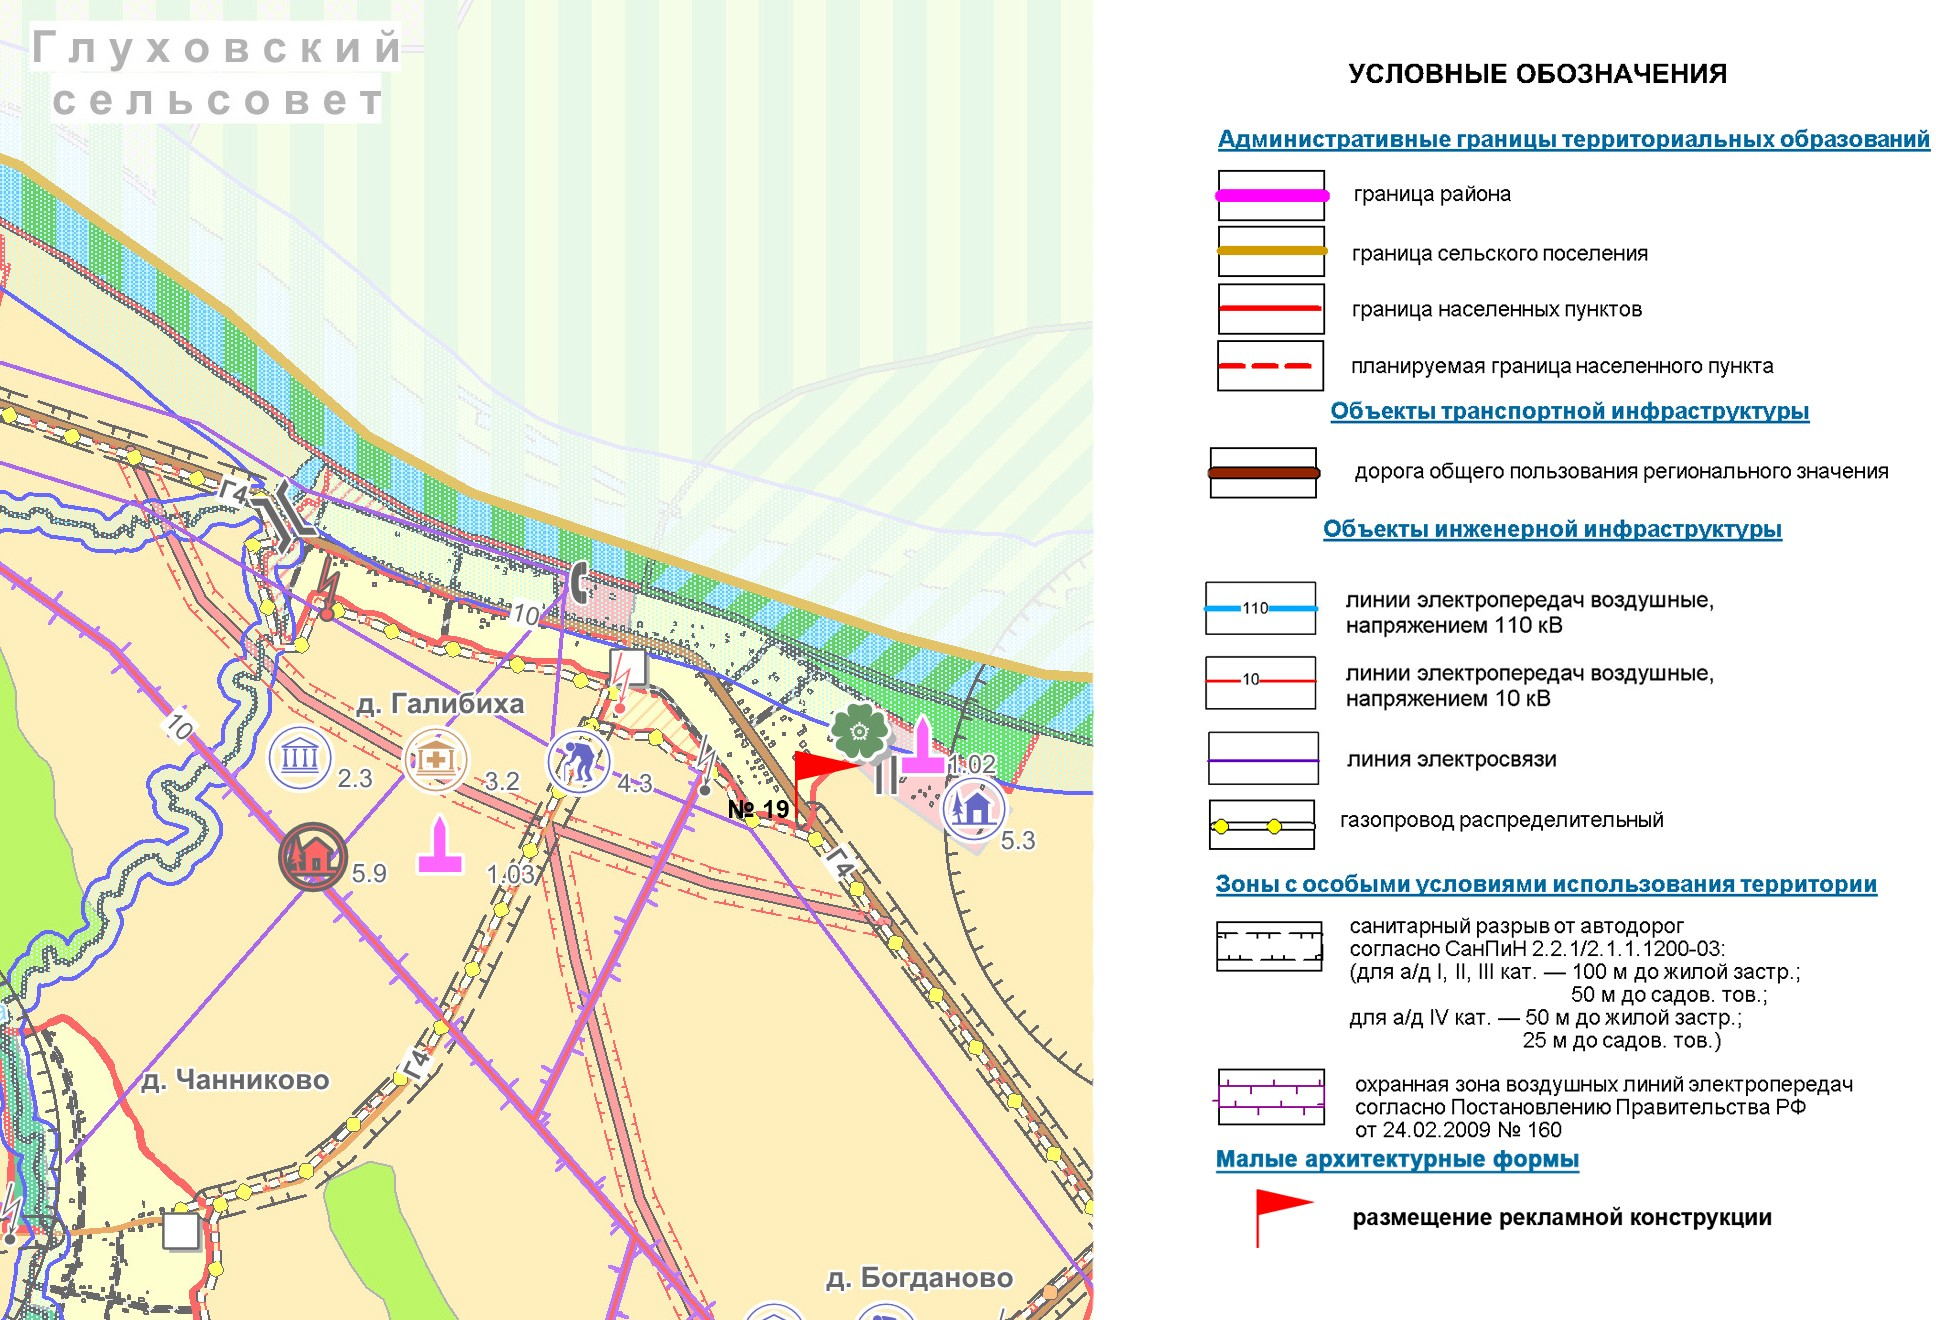 Глуховский
сельсовет
Г4
10
д. Галибиха
10
2.3
3.2
4.3
1.02
№ 19
5.3
5.9
1.03
Г4
Г4
д. Чанниково
д. Богданово
УСЛОВНЫЕ ОБОЗНАЧЕНИЯ
Административные границы территориальных образований
граница района
граница сельского поселения
граница населенных пунктов
планируемая граница населенного пункта
Объекты транспортной инфраструктуры
дорога общего пользования регионального значения
Объекты инженерной инфраструктуры
110
линии электропередач воздушные,
напряжением 110 кВ
10
линии электропередач воздушные,
напряжением 10 кВ
линия электросвязи
газопровод распределительный
Зоны с особыми условиями использования территории
санитарный разрыв от автодорог
согласно СанПиН 2.2.1/2.1.1.1200-03:
(для а/д I, II, III кат. — 100 м до жилой застр.;
50 м до садов. тов.;
для а/д IV кат. — 50 м до жилой застр.;
25 м до садов. тов.)
охранная зона воздушных линий электропередач
согласно Постановлению Правительства РФ
от 24.02.2009 № 160
Малые архитектурные формы
размещение рекламной конструкции